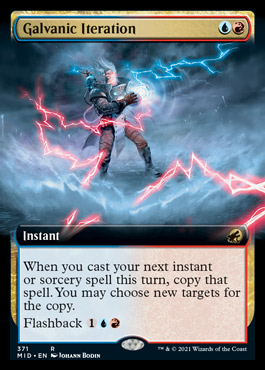 Galvanic Iteration
Instant
When you cast your next instant
or sorcery spell this turn, copy that
spell. You may choose new targets for
the copy.
Flashback 1
371 R
MID • EN Johann Bodin
™ & © 2021 Wizards of the Coast